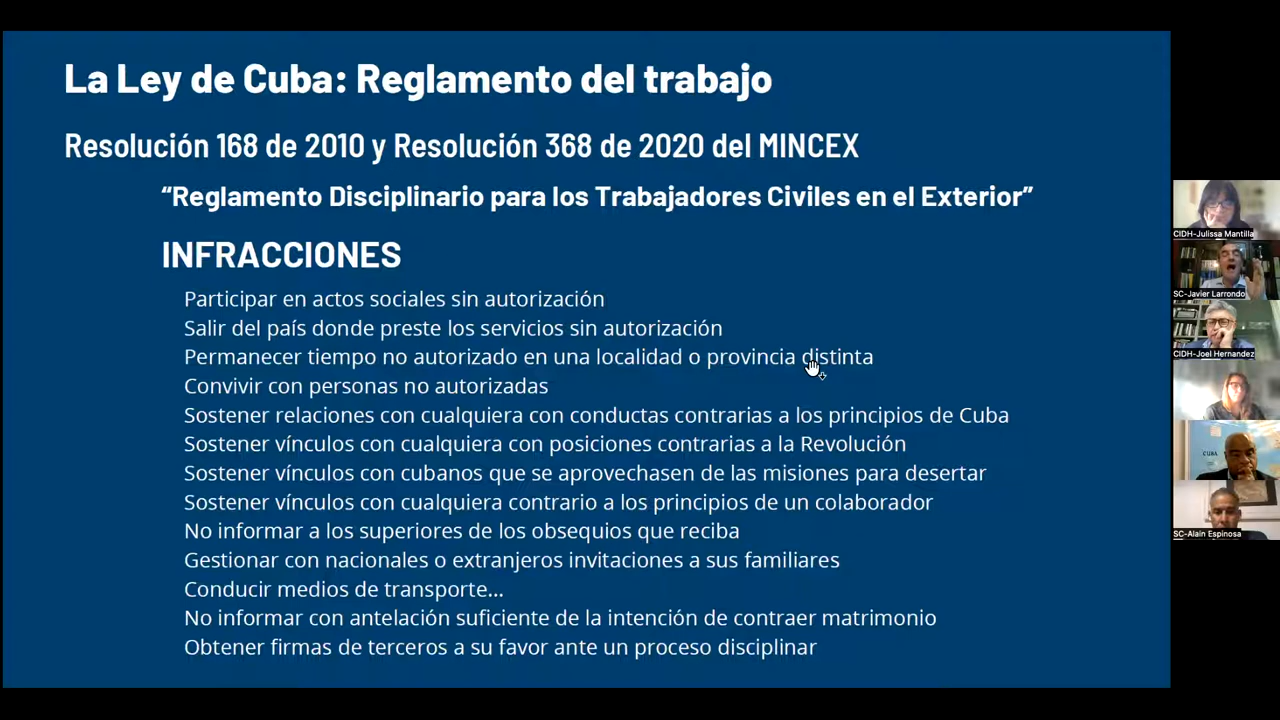 La Ley de Cuba: Reglamento del trabajo
Resolución 168 de 2010 y Resolución 368 de 2020 del MINCEX
“Reglamento Disciplinario para los Trabajadores Civiles en el Exterior”
INFRACCIONES
Participar en actos sociales sin autorización
Salir del país donde preste los servicios sin autorización
Permanecer tiempo no autorizado en una localidad o provincia distinta
Convivir con personas no autorizadas
Sostener relaciones con cualquiera con conductas contrarias a los principios de Cuba
Sostener vínculos con cualquiera con posiciones contrarias a la Revolución
Sostener vínculos con cubanos que se aprovechasen de las misiones para desertar
Sostener vínculos con cualquiera contrario a los principios de un colaborador
No informar a los superiores de los obsequios que reciba
Gestionar con nacionales o extranjeros invitaciones a sus familiares
Conducir medios de transporte...
No informar con antelación suficiente de la intención de contraer matrimonio
Obtener firmas de terceros a su favor ante un proceso disciplinar
CIDH-Julissa Mantilla
SC-Javier Larrondo
CIDH-Joel Hernandez
CUBA
SC-Alain Espinosa